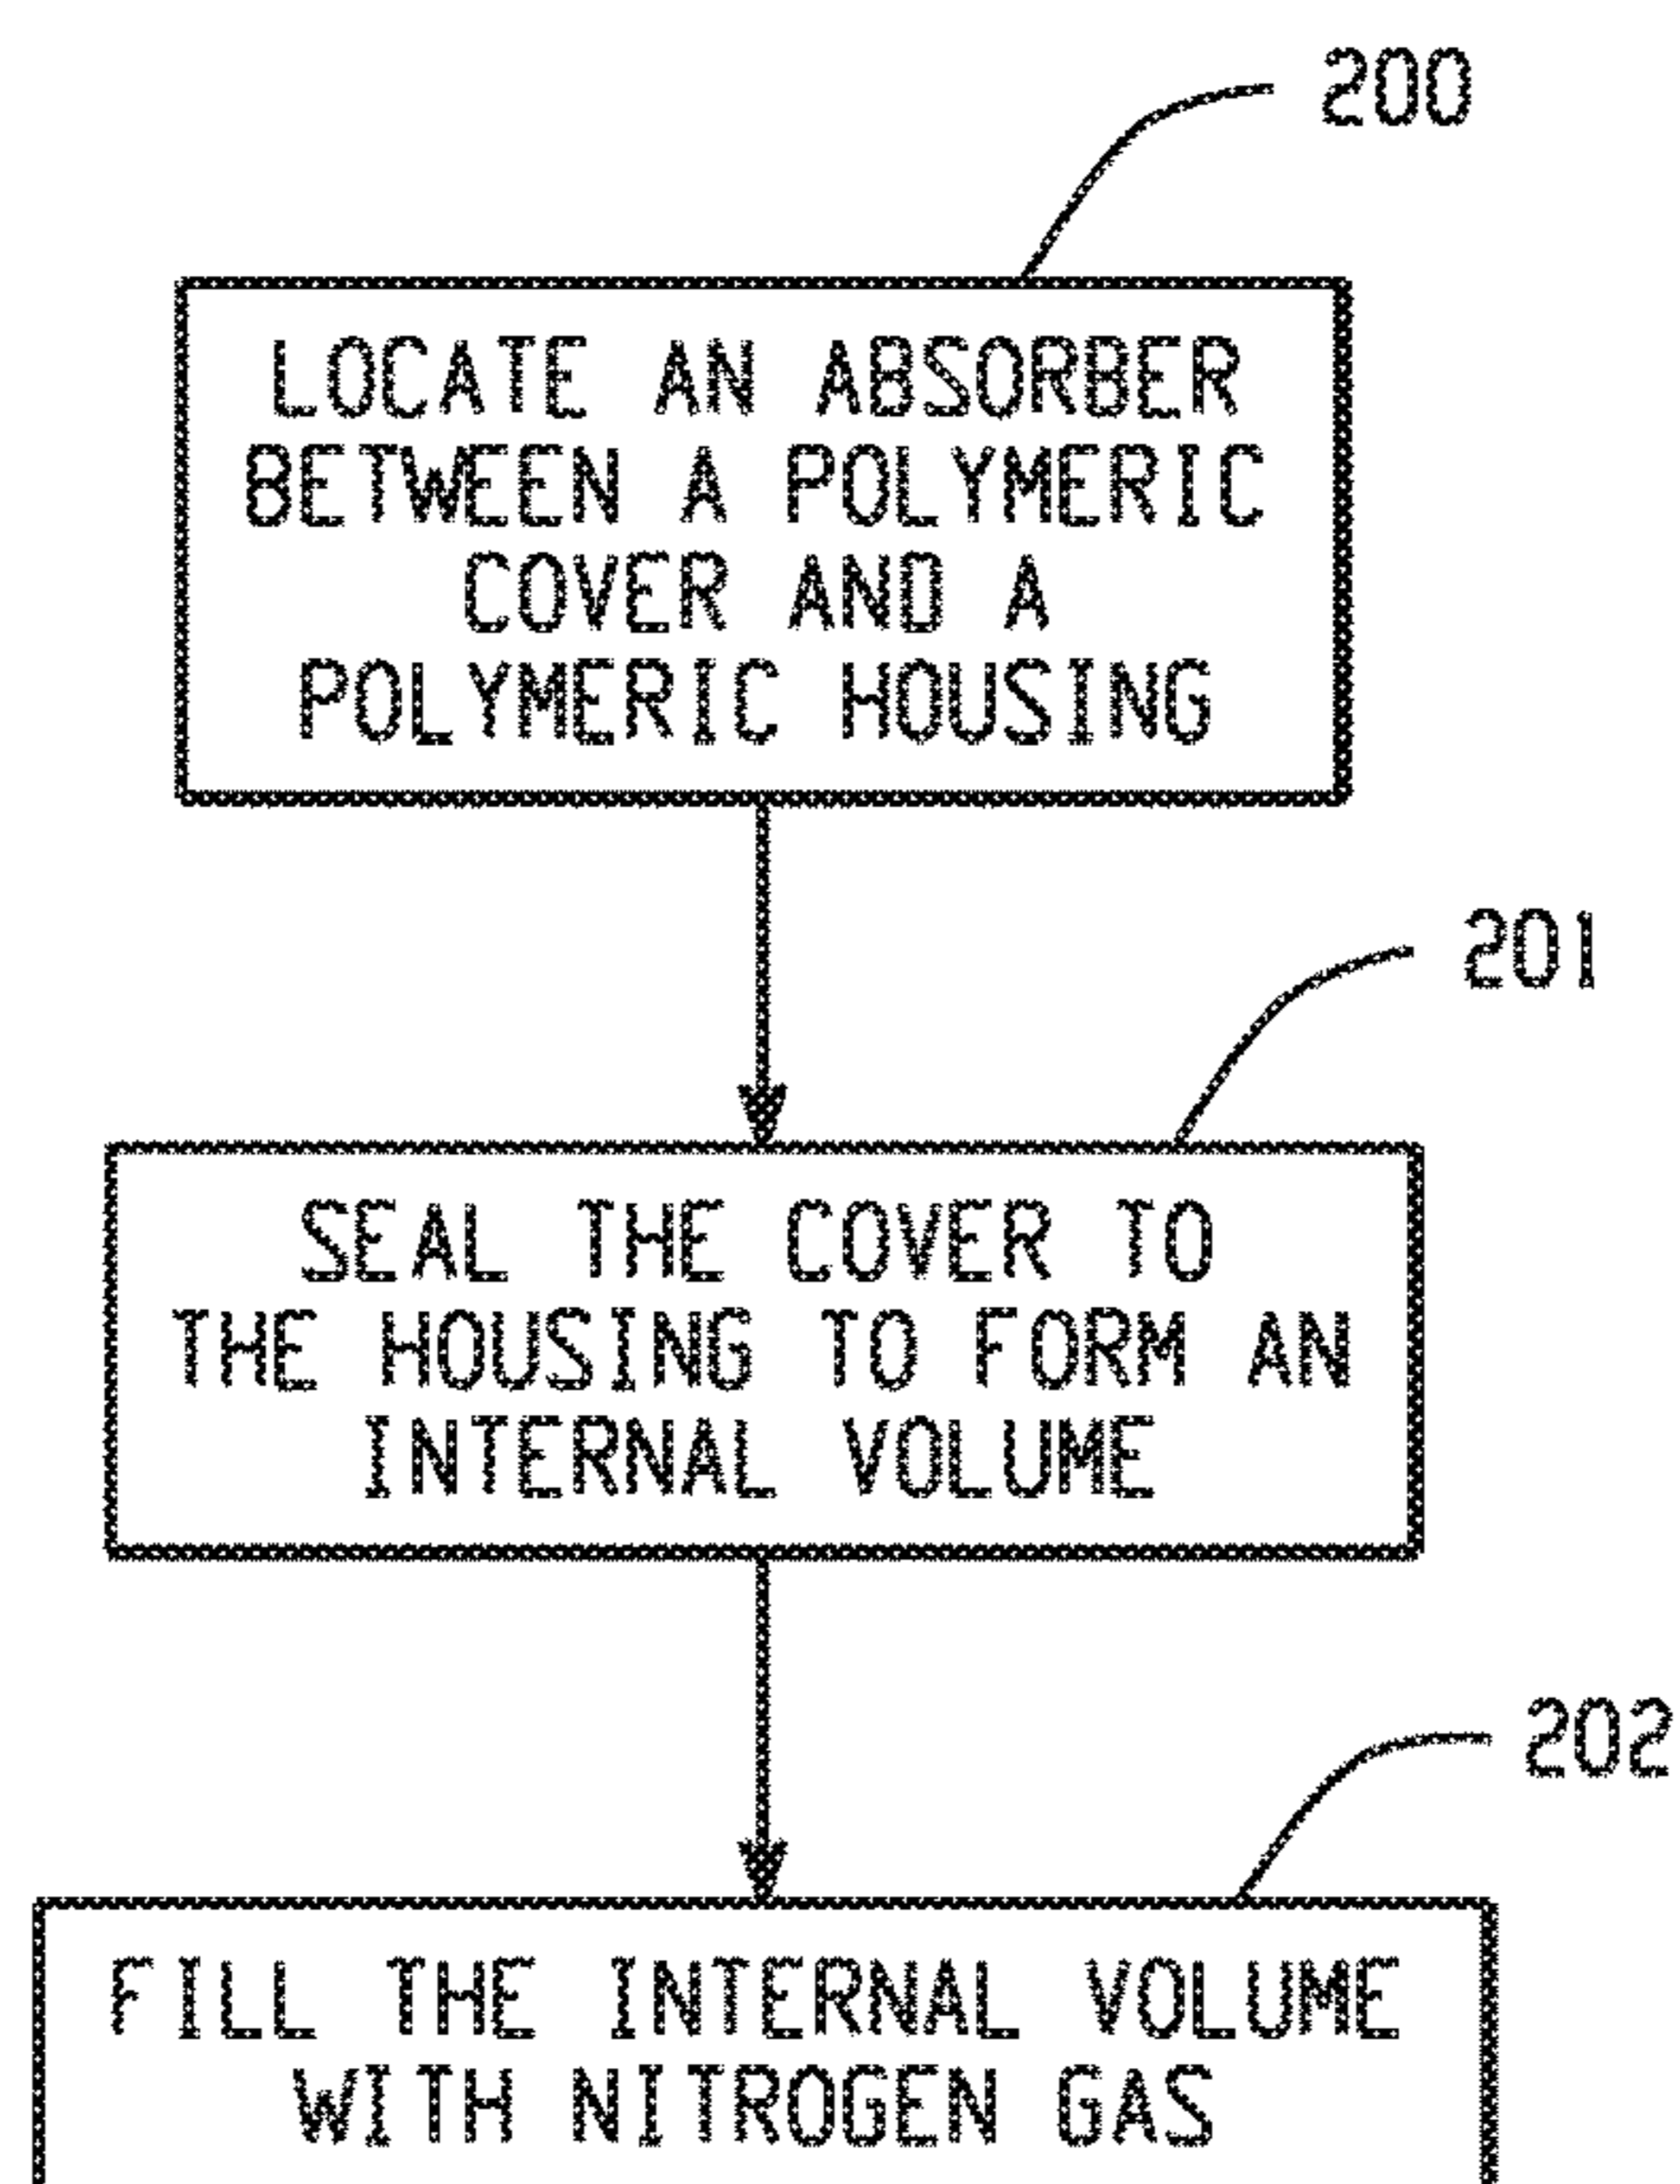 200
LOCATE AN ABSORBER
BETWEEN A POLYMERIC
COVER AND A
POLYMERIC HOUSING
201
SEAL THE COVER TO
THE HOUSING TO FORM AN
INTERNAL VOLUME
202
FILL THE INTERNAL VOLUME
WITH NITROGEN GAS